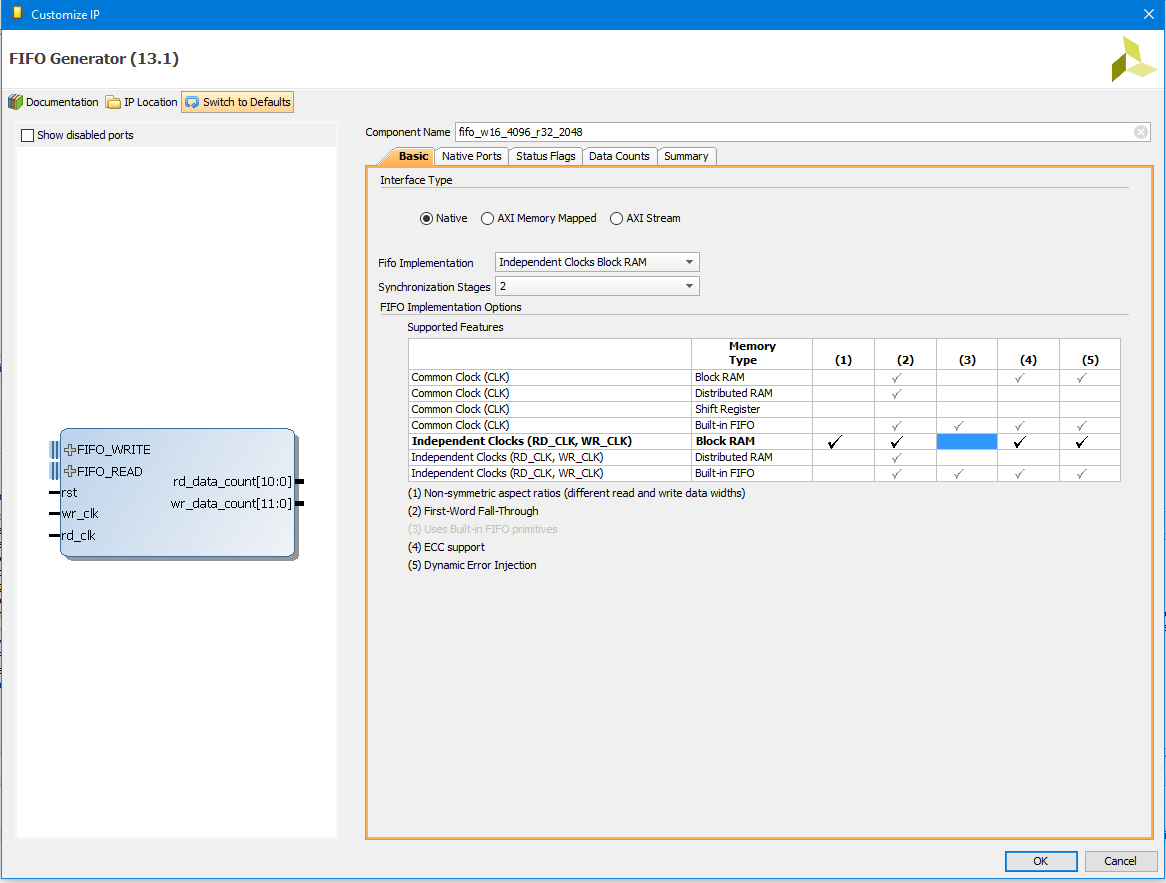 Customize IP
FIFO Generator (13.1)
Documentation IP Location Switch to Defaults
Show disabled ports
FIFO_WRITE
FIFO_READ
rst
wr_clk
rd_clk
rd_data_count[10:0]
wr_data_count[11:0]
Component Name fifo_w16_4096_r32_2048
Basic Native Ports Status Flags Data Counts Summary
Interface Type
Native AXI Memory Mapped AXI Stream
Fifo Implementation Independent Clocks Block RAM
Synchronization Stages 2
FIFO Implementation Options
Supported Features
Memory
Type (1) (2) (3) (4) (5)
Common Clock (CLK) Block RAM
Common Clock (CLK) Distributed RAM
Common Clock (CLK) Shift Register
Common Clock (CLK) Built-in FIFO
Independent Clocks (RD_CLK, WR_CLK) Block RAM
Independent Clocks (RD_CLK, WR_CLK) Distributed RAM
Independent Clocks (RD_CLK, WR_CLK) Built-in FIFO
(1) Non-symmetric aspect ratios (different read and write data widths)
(2) First-Word Fall-Through
(3) Uses Built-in FIFO primitives
(4) ECC support
(5) Dynamic Error Injection
OK Cancel